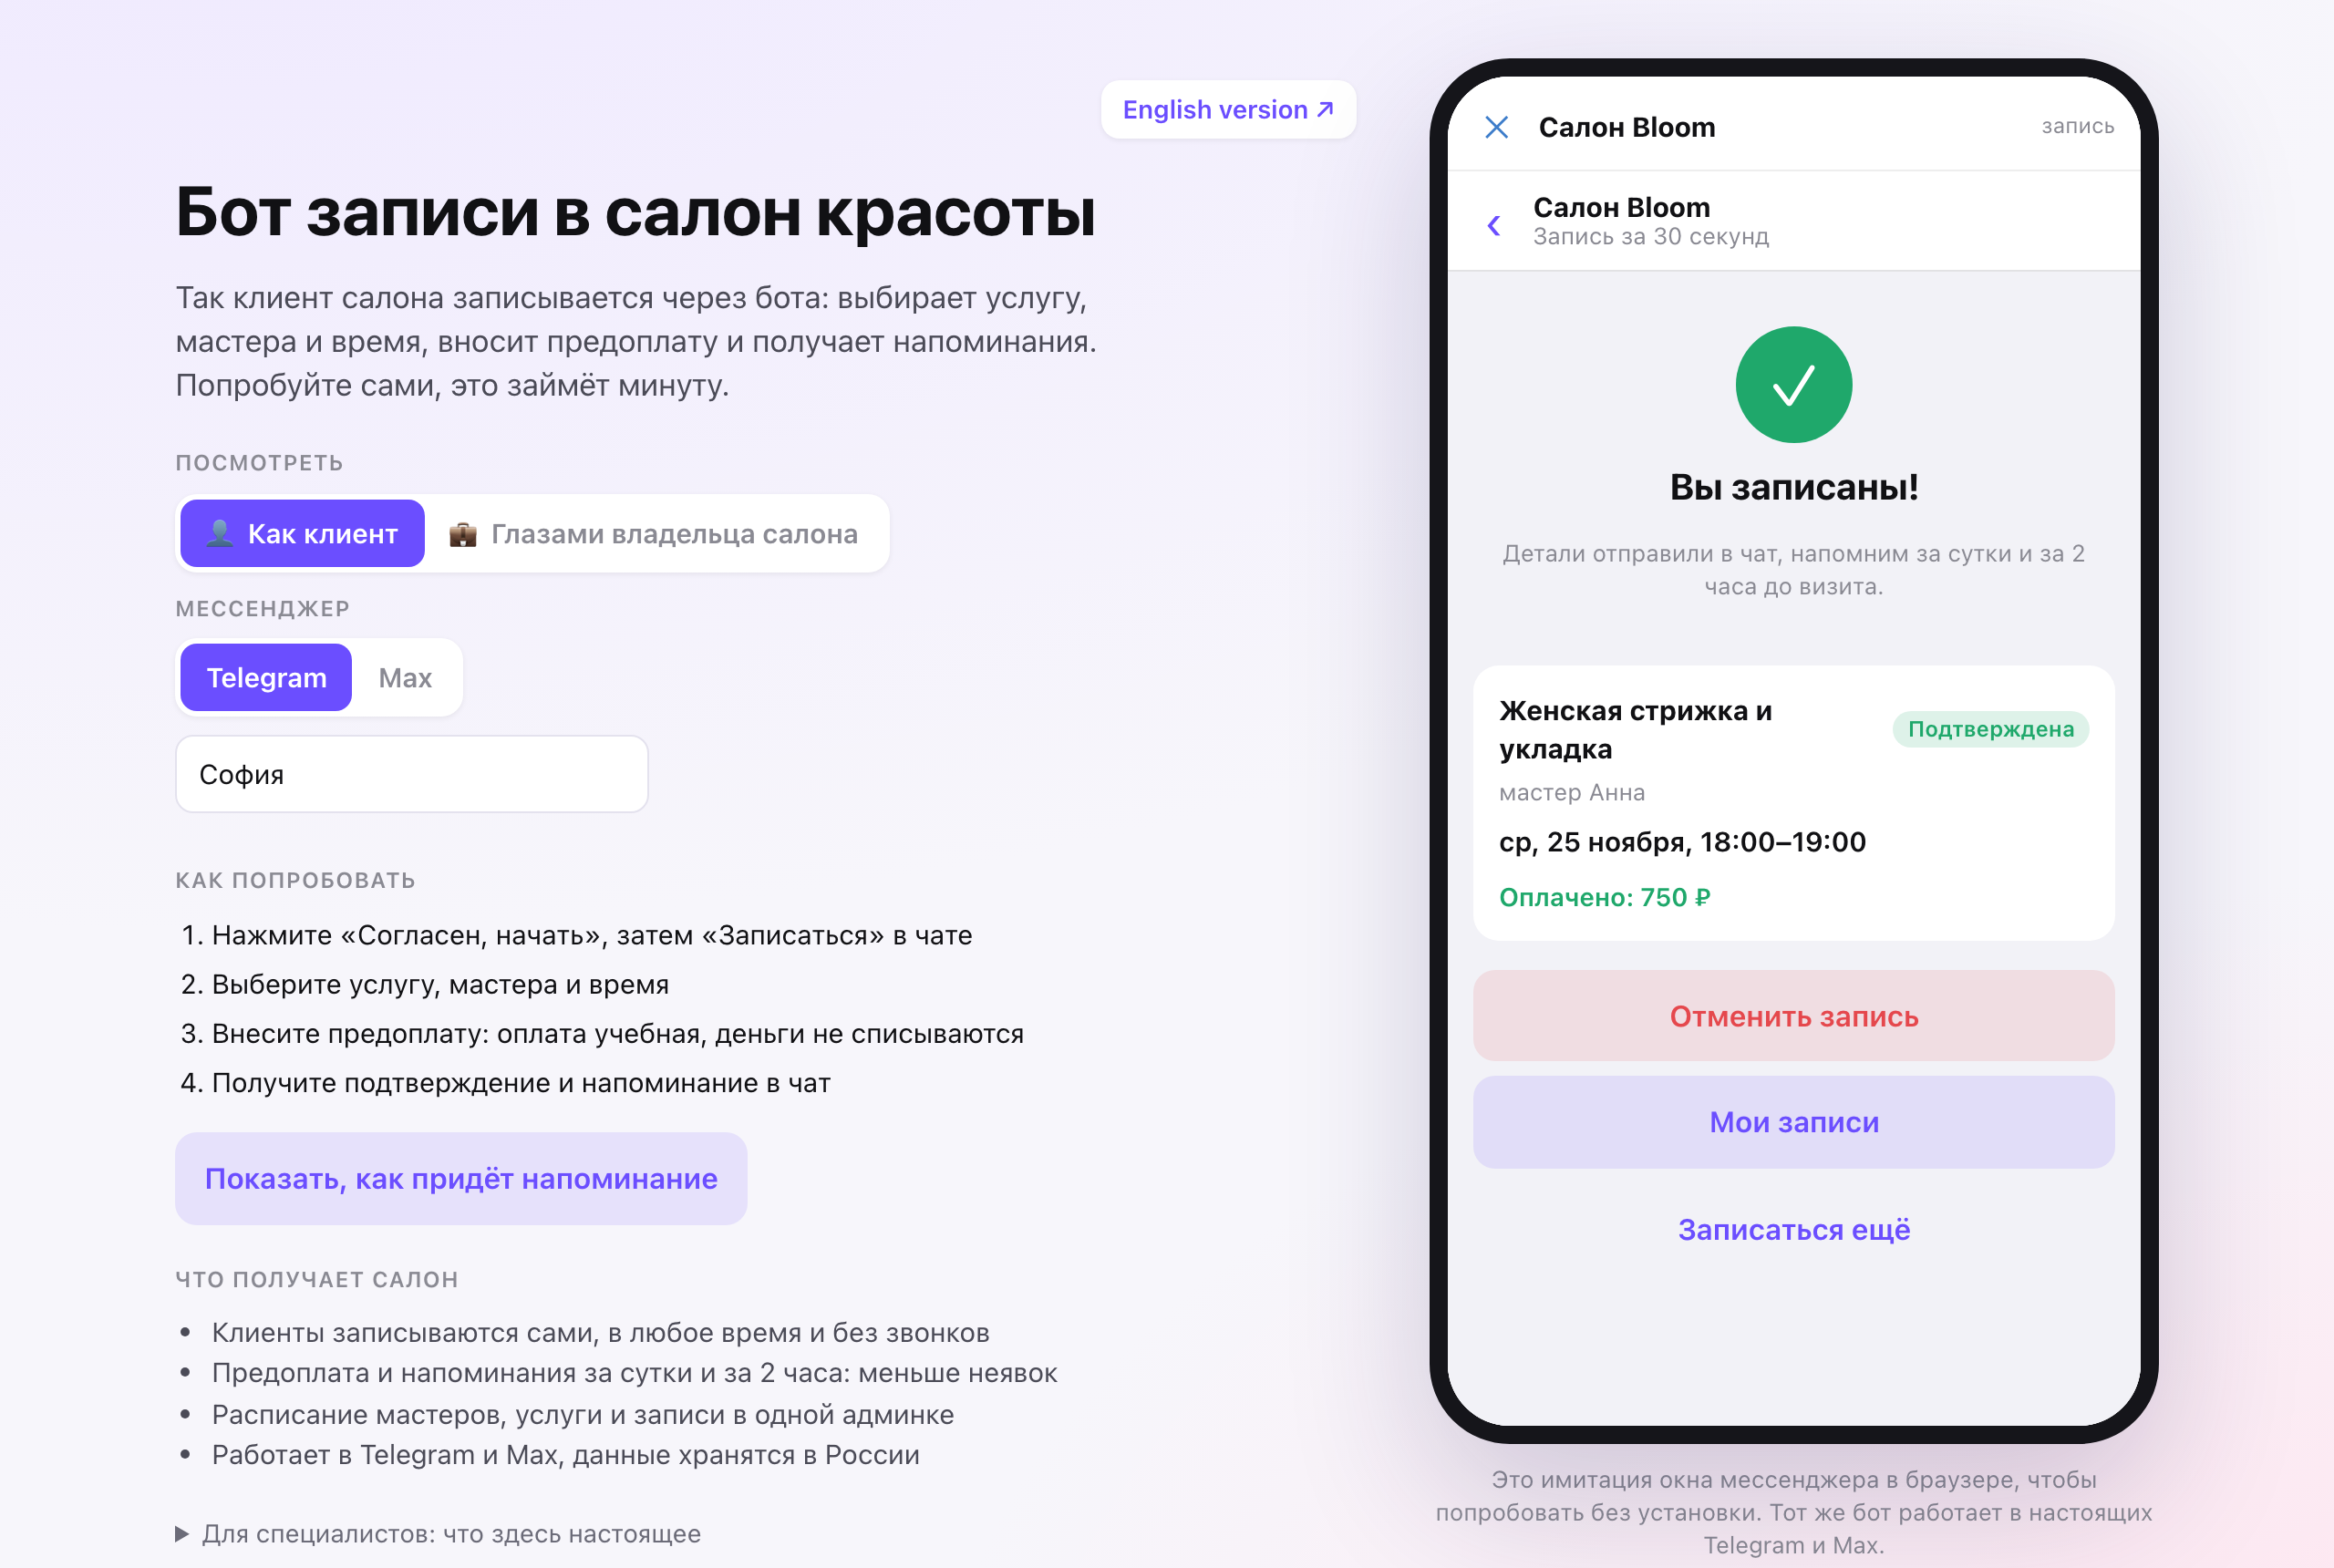 English version ↗
Бот записи в салон красоты
Так клиент салона записывается через бота: выбирает услугу,
мастера и время, вносит предоплату и получает напоминания.
Попробуйте сами, это займёт минуту.
ПОСМОТРЕТЬ
Как клиент
Глазами владельца салона
МЕССЕНДЖЕР
Telegram
Max
София
КАК ПОПРОБОВАТЬ
1. Нажмите «Согласен, начать», затем «Записаться» в чате
2. Выберите услугу, мастера и время
3. Внесите предоплату: оплата учебная, деньги не списываются
4. Получите подтверждение и напоминание в чат
Показать, как придёт напоминание
ЧТО ПОЛУЧАЕТ САЛОН
• Клиенты записываются сами, в любое время и без звонков
• Предоплата и напоминания за сутки и за 2 часа: меньше неявок
• Расписание мастеров, услуги и записи в одной админке
• Работает в Telegram и Max, данные хранятся в России
Для специалистов: что здесь настоящее
Салон Bloom
запись
Салон Bloom
Запись за 30 секунд
Вы записаны!
Детали отправили в чат, напомним за сутки и за 2
часа до визита.
Женская стрижка и
укладка
Подтверждена
мастер Анна
ср, 25 ноября, 18:00–19:00
Оплачено: 750 ₽
Отменить запись
Мои записи
Записаться ещё
Это имитация окна мессенджера в браузере, чтобы
попробовать без установки. Тот же бот работает в настоящих
Telegram и Max.